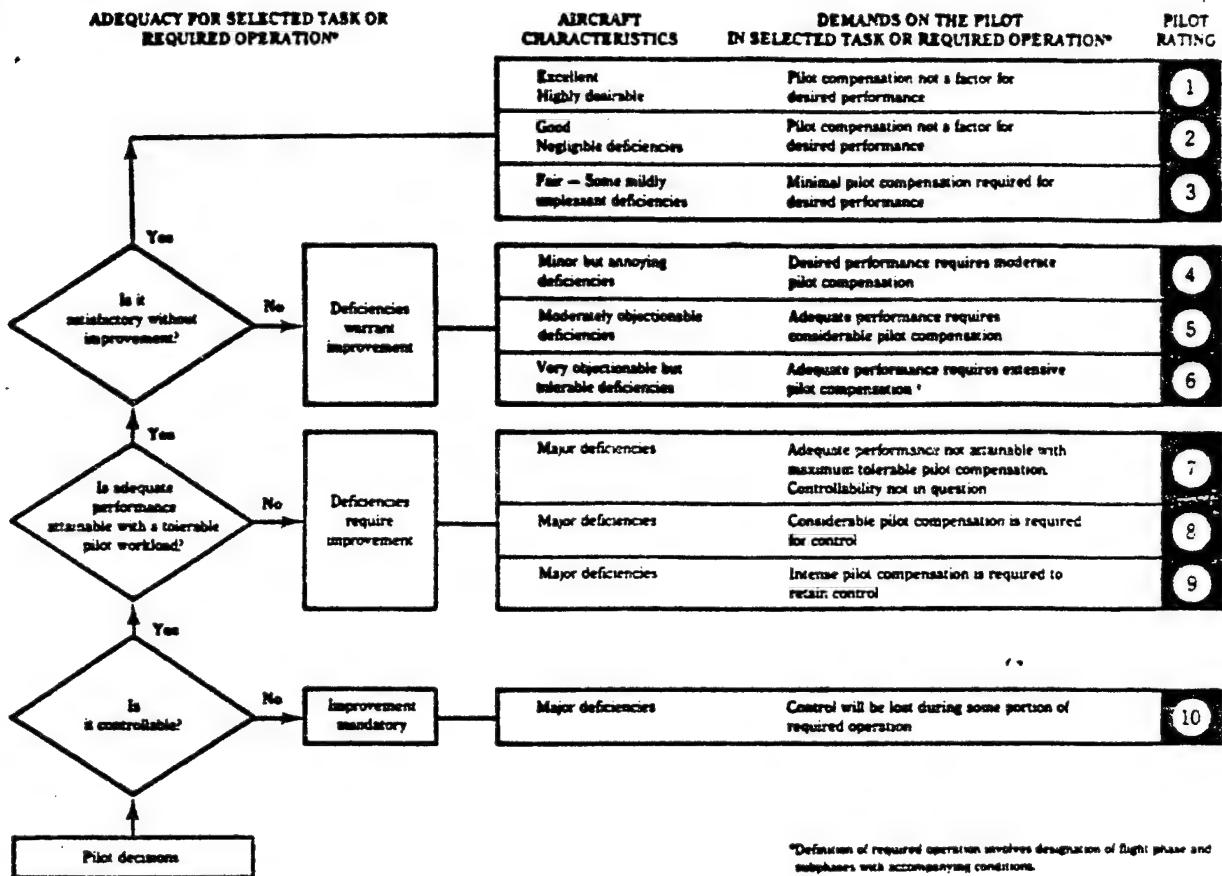 ADEQUACY FOR SELECTED TASK OR
REQUIRED OPERATION*
AIRCRAFT
CHARACTERISTICS
DEMANDS ON THE PILOT
IN SELECTED TASK OR REQUIRED OPERATION*
PILOT
RATING
Excellent
Highly desirable
Pilot compensation not a factor for
desired performance
1
Good
Negligible deficiencies
Pilot compensation not a factor for
desired performance
2
Fair — Some mildly
unpleasant deficiencies
Minimal pilot compensation required for
desired performance
3
Yes
Is it
satisfactory without
improvement?
No
Deficiencies
warrant
improvement
Minor but annoying
deficiencies
Desired performance requires moderate
pilot compensation
4
Moderately objectionable
deficiencies
Adequate performance requires
considerable pilot compensation
5
Very objectionable but
tolerable deficiencies
Adequate performance requires extensive
pilot compensation
6
Yes
Is adequate
performance
attainable with a tolerable
pilot workload?
No
Deficiencies
require
improvement
Major deficiencies
Adequate performance not attainable with
maximum tolerable pilot compensation.
Controllability not in question
7
Major deficiencies
Considerable pilot compensation is required
for control
8
Major deficiencies
Intense pilot compensation is required to
retain control
9
Yes
Is
it controllable?
No
Improvement
mandatory
Major deficiencies
Control will be lost during some portion of
required operation
10
Pilot decisions
*Definition of required operation involves designation of flight phase and
subphases with accompanying conditions.